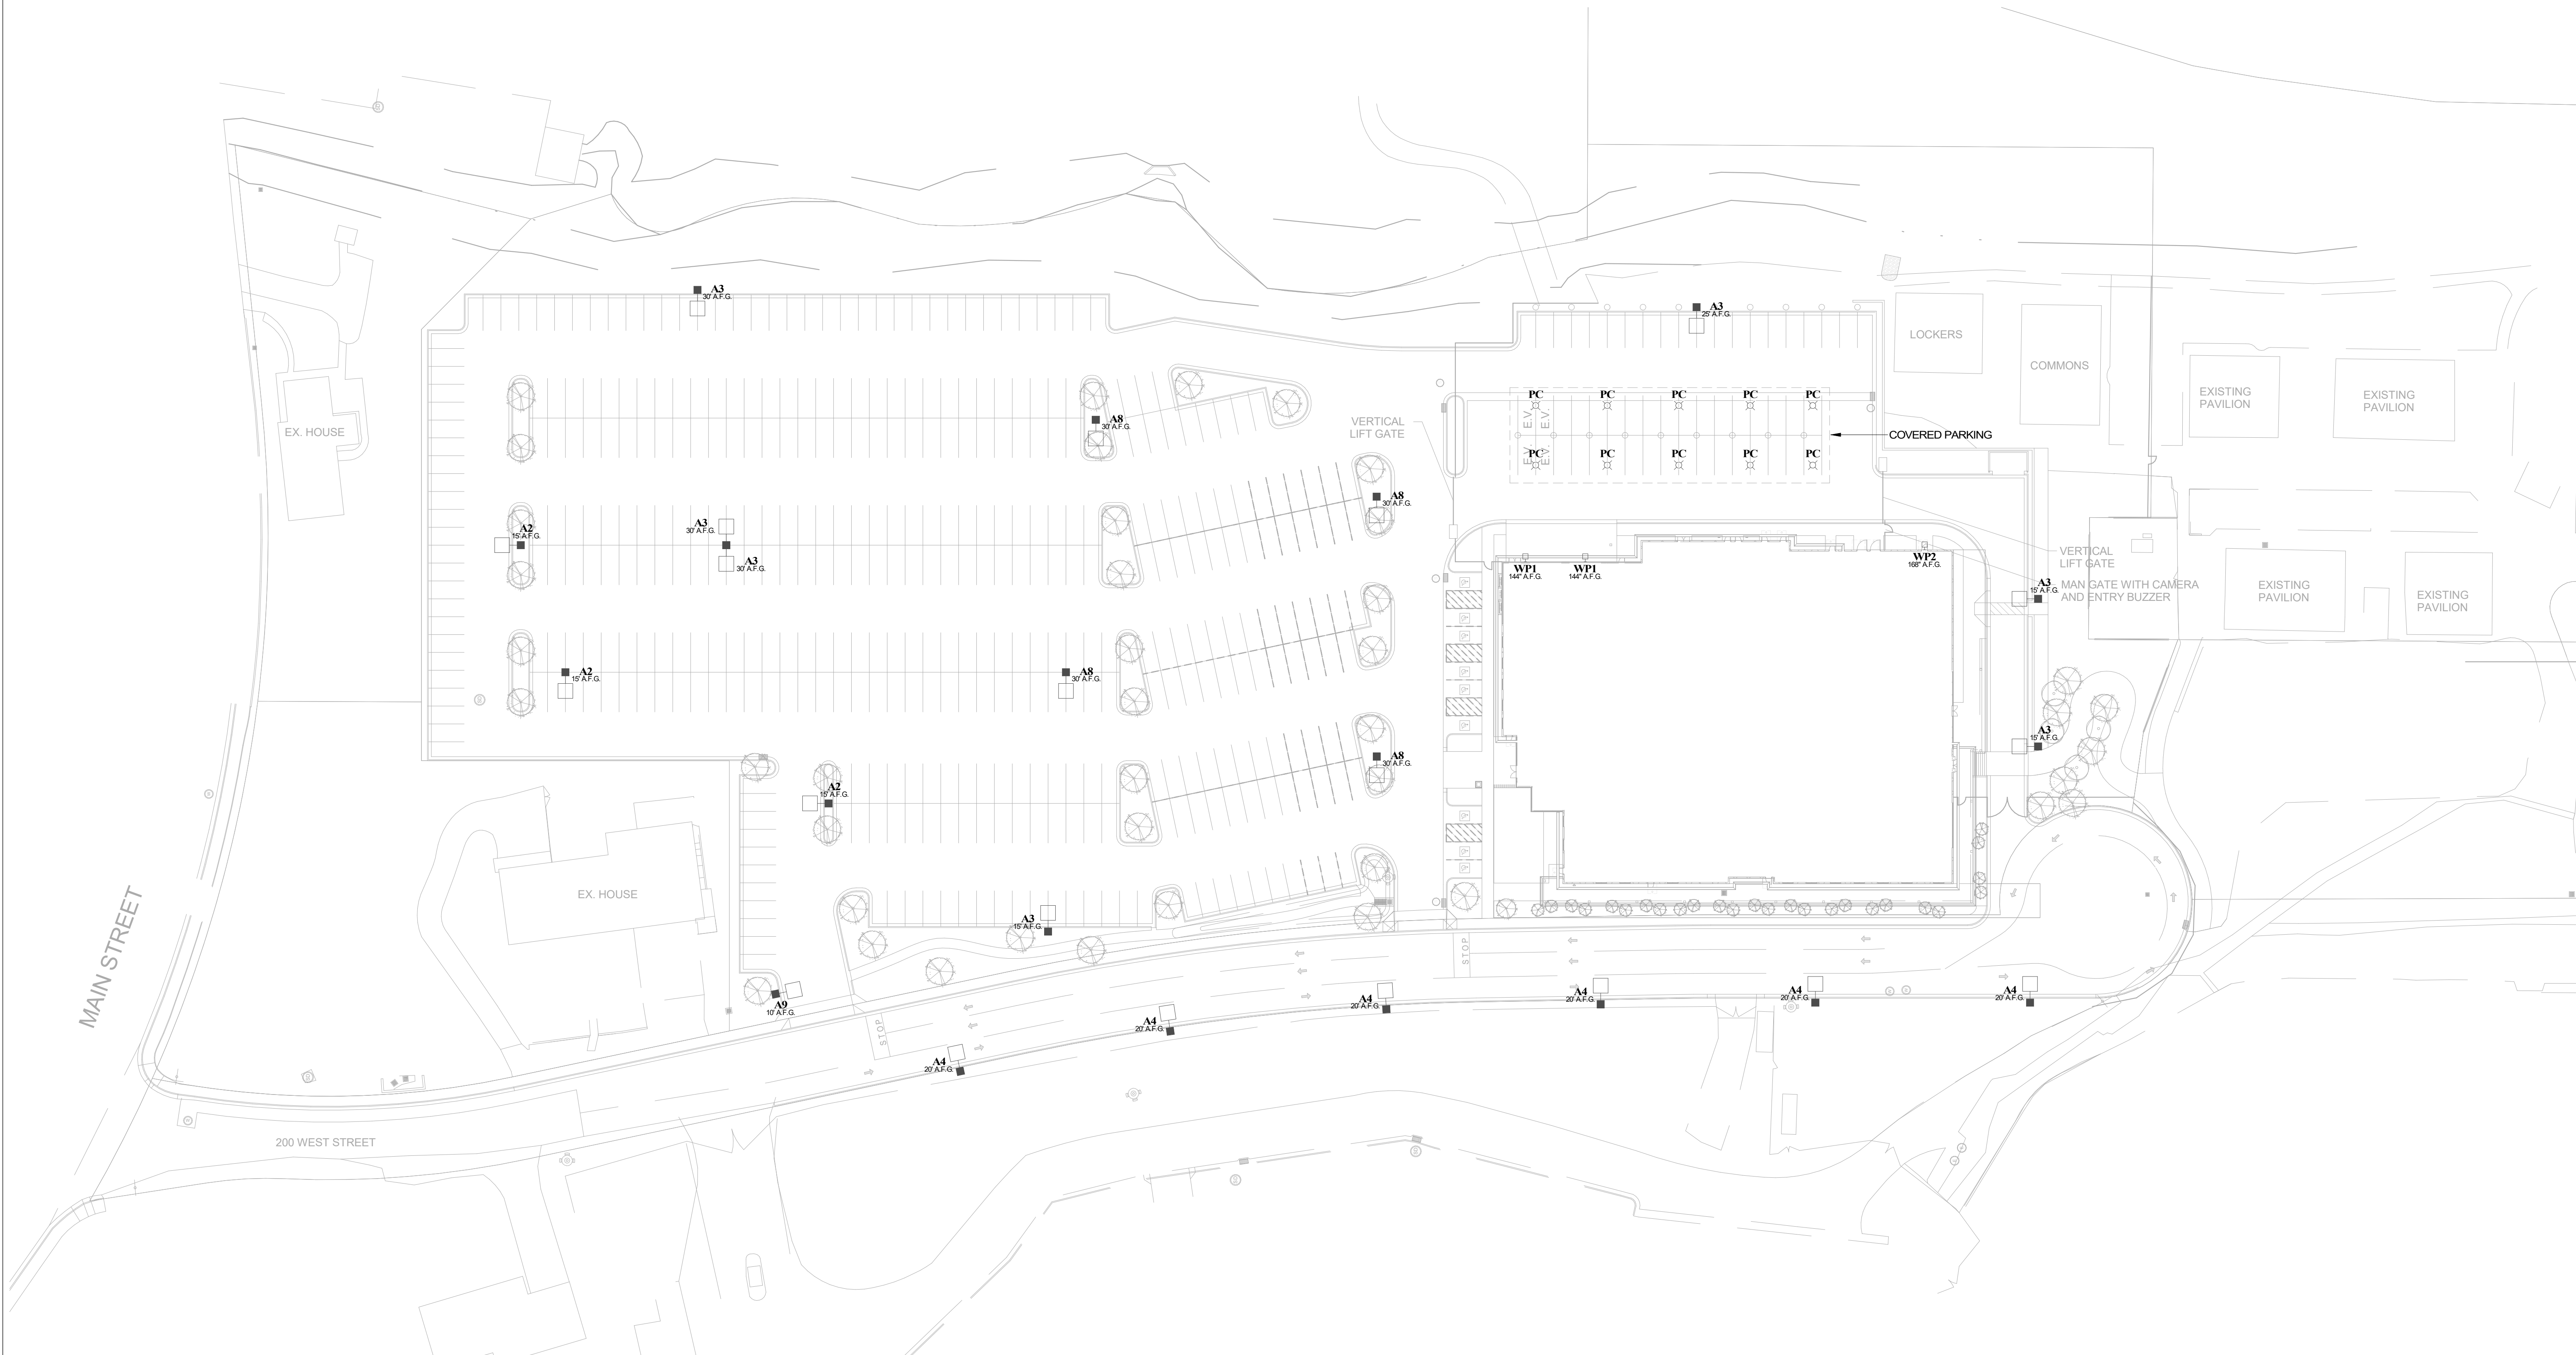 A3
30' A.F.G.
A3
25' A.F.G.
LOCKERS
COMMONS
EXISTING
PAVILION
EXISTING
PAVILION
EX. HOUSE
A8
30' A.F.G.
VERTICAL
LIFT GATE
PC
PC
PC
PC
PC
EV.
EV.
COVERED PARKING
EV.
EV.
PC
PC
PC
PC
PC
A8
30' A.F.G.
A2
15' A.F.G.
A3
30' A.F.G.
A3
30' A.F.G.
WP1
144" A.F.G.
WP1
144" A.F.G.
WP2
168" A.F.G.
VERTICAL
LIFT GATE
MAN GATE WITH CAMERA
AND ENTRY BUZZER
A3
15' A.F.G.
EXISTING
PAVILION
EXISTING
PAVILION
A2
15' A.F.G.
A8
30' A.F.G.
A3
15' A.F.G.
A8
30' A.F.G.
A2
15' A.F.G.
EX. HOUSE
MAIN STREET
A3
15' A.F.G.
STOP
A9
10' A.F.G.
STOP
A4
20' A.F.G.
A4
20' A.F.G.
A4
20' A.F.G.
A4
20' A.F.G.
A4
20' A.F.G.
A4
20' A.F.G.
200 WEST STREET